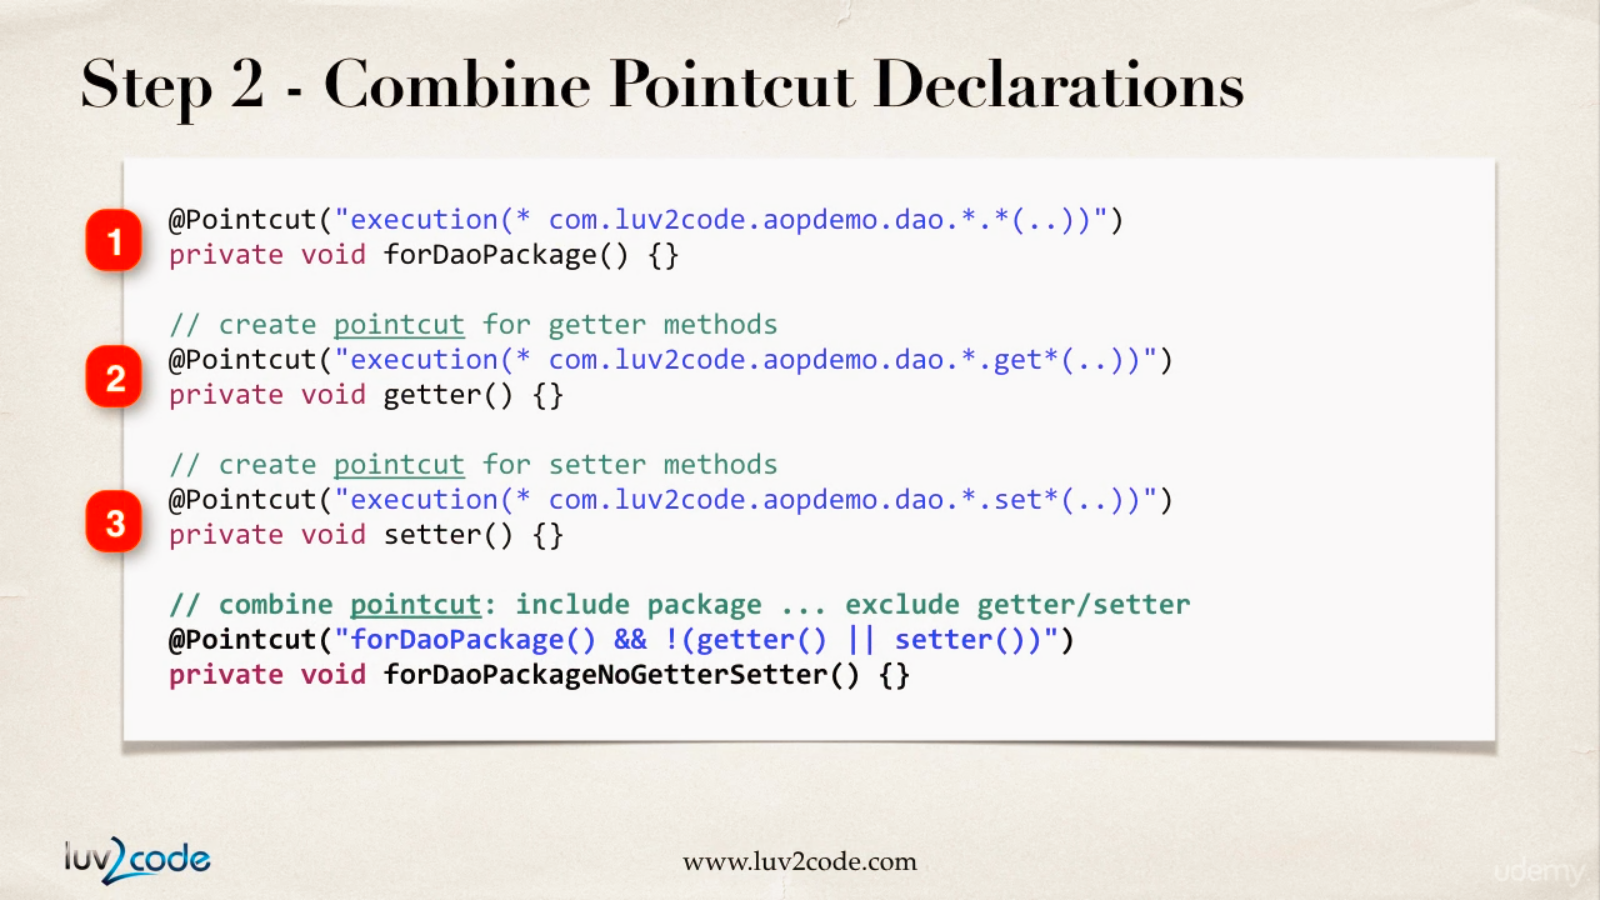 Step 2 - Combine Pointcut Declarations
1
@Pointcut("execution(* com.luv2code.aopdemo.dao.*.*(..))")
private void forDaoPackage() {}
// create pointcut for getter methods
2
@Pointcut("execution(* com.luv2code.aopdemo.dao.*.get*(..))")
private void getter() {}
// create pointcut for setter methods
3
@Pointcut("execution(* com.luv2code.aopdemo.dao.*.set*(..))")
private void setter() {}
// combine pointcut: include package ... exclude getter/setter
@Pointcut("forDaoPackage() && !(getter() || setter())")
private void forDaoPackageNoGetterSetter() {}
luv2code
www.luv2code.com
udemy